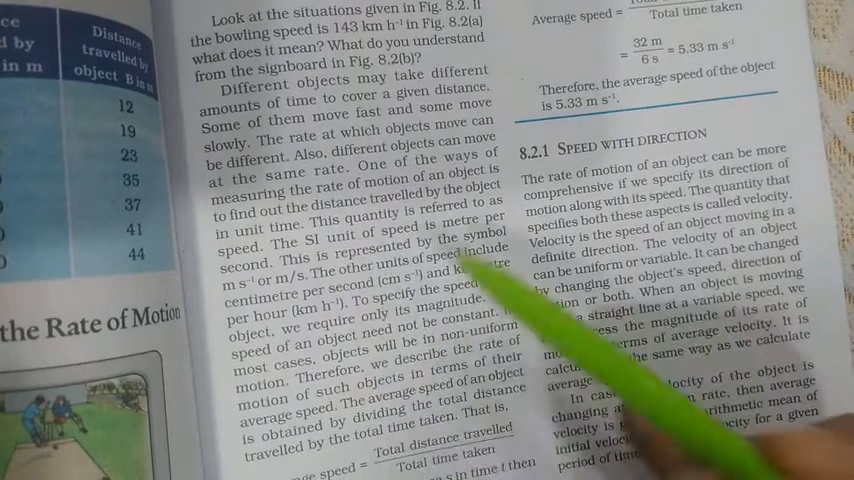 ce
d by
in m
Distance
travelled by
object B in m
12
19
23
35
37
41
44
the Rate of Motion
Look at the situations given in Fig. 8.2. If
the bowling speed is 143 km h⁻¹ in Fig. 8.2(a)
what does it mean? What do you understand
from the signboard in Fig. 8.2(b)?
Different objects may take different
amounts of time to cover a given distance.
Some of them move fast and some move
slowly. The rate at which objects move can
be different. Also, different objects can move
at the same rate. One of the ways of
measuring the rate of motion of an object is
to find out the distance travelled by the object
in unit time. This quantity is referred to as
speed. The SI unit of speed is metre per
second. This is represented by the symbol
m s⁻¹ or m/s. The other units of speed include
centimetre per second (cm s⁻¹) and
per hour (km h⁻¹). To specify the speed
object, we require only its magnitude.
speed of an object need not be constant.
most cases, objects will be in non-uniform
motion. Therefore, we describe the rate of
motion of such objects in terms of their
average speed. The average speed of an object
is obtained by dividing the total distance
travelled by the total time taken. That is,
speed = Total distance travelled
Total time taken
s in time t then
Average speed =
Total time taken
= 32 m / 6 s = 5.33 m s⁻¹
Therefore, the average speed of the object
is 5.33 m s⁻¹.
8.2.1 SPEED WITH DIRECTION
The rate of motion of an object can be more
comprehensive if we specify its direction of
motion along with its speed. The quantity that
specifies both these aspects is called velocity.
Velocity is the speed of an object moving in a
definite direction. The velocity of an object
can be uniform or variable. It can be changed
by changing the object's speed, direction of
or both. When an object is moving
a straight line at a variable speed, we
the magnitude of its rate of
terms of average velocity. It is
the same way as we calculate
average
In case of the object is
changing rate, then average
velocity is mean of
initial for a given
period of